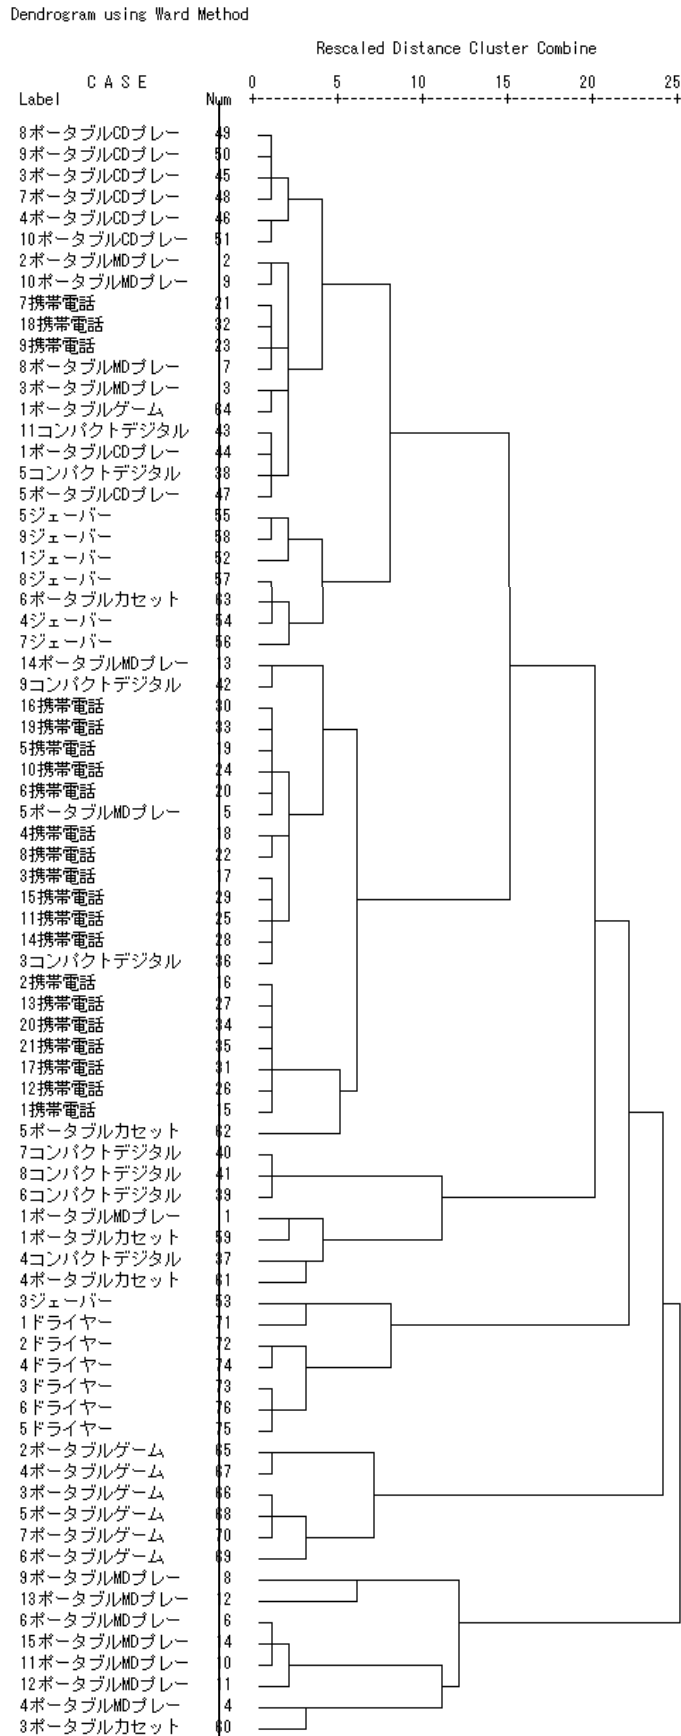 Dendrogram using Ward Method
Rescaled Distance Cluster Combine
C A S E 0 5 10 15 20 25
Label Num
8ポータブルCDプレー 49
9ポータブルCDプレー 50
3ポータブルCDプレー 45
7ポータブルCDプレー 48
4ポータブルCDプレー 46
10ポータブルCDプレー 51
2ポータブルMDプレー 2
10ポータブルMDプレー 9
7携帯電話 21
18携帯電話 32
9携帯電話 23
8ポータブルMDプレー 7
3ポータブルMDプレー 3
1ポータブルゲーム 64
11コンパクトデジタル 43
1ポータブルCDプレー 44
5コンパクトデジタル 38
5ポータブルCDプレー 47
5ジェーバー 55
9ジェーバー 58
1ジェーバー 52
8ジェーバー 57
6ポータブルカセット 63
4ジェーバー 54
7ジェーバー 56
14ポータブルMDプレー 13
9コンパクトデジタル 42
16携帯電話 30
19携帯電話 33
5携帯電話 19
10携帯電話 24
6携帯電話 20
5ポータブルMDプレー 5
4携帯電話 18
8携帯電話 22
3携帯電話 17
15携帯電話 29
11携帯電話 25
14携帯電話 28
3コンパクトデジタル 36
2携帯電話 16
13携帯電話 27
20携帯電話 34
21携帯電話 35
17携帯電話 31
12携帯電話 26
1携帯電話 15
5ポータブルカセット 62
7コンパクトデジタル 40
8コンパクトデジタル 41
6コンパクトデジタル 39
1ポータブルMDプレー 1
1ポータブルカセット 59
4コンパクトデジタル 37
4ポータブルカセット 61
3ジェーバー 53
1ドライヤー 71
2ドライヤー 72
4ドライヤー 74
3ドライヤー 73
6ドライヤー 76
5ドライヤー 75
2ポータブルゲーム 65
4ポータブルゲーム 67
3ポータブルゲーム 66
5ポータブルゲーム 68
7ポータブルゲーム 70
6ポータブルゲーム 69
9ポータブルMDプレー 8
13ポータブルMDプレー 12
6ポータブルMDプレー 6
15ポータブルMDプレー 14
11ポータブルMDプレー 10
12ポータブルMDプレー 11
4ポータブルMDプレー 4
3ポータブルカセット 60